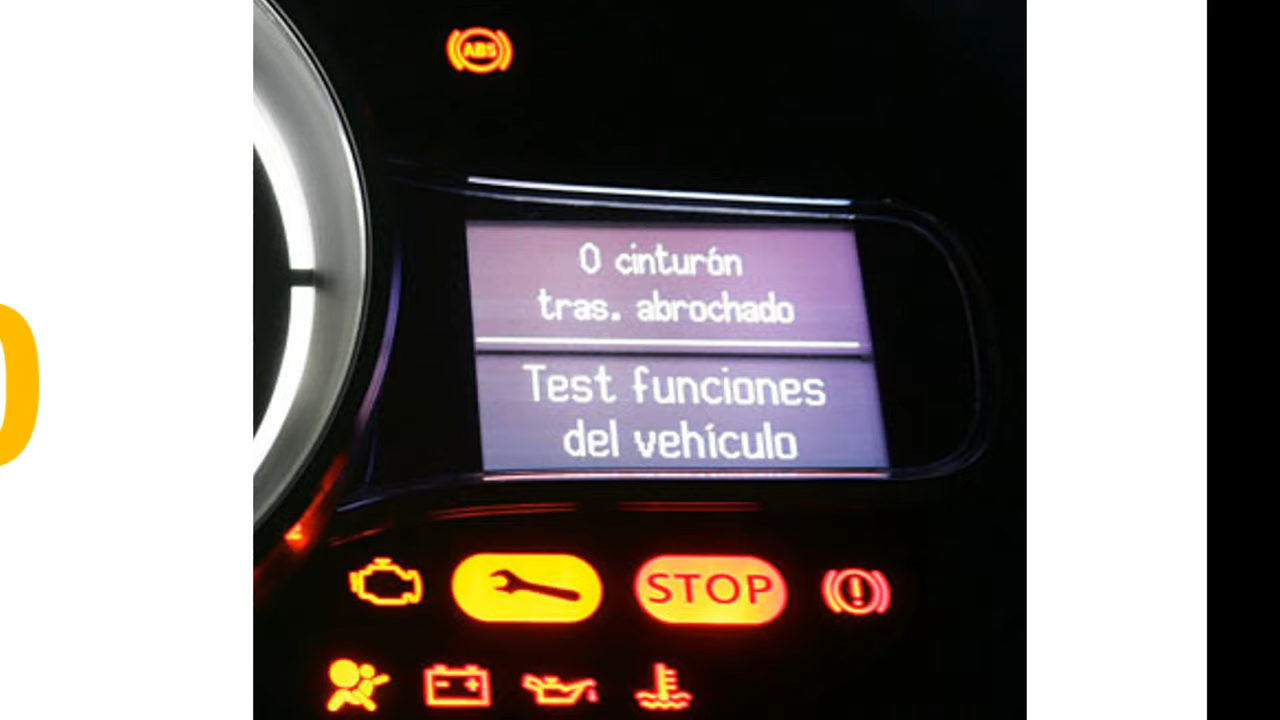 ABS
0 cinturón
tras. abrochado
Test funciones
del vehículo
STOP